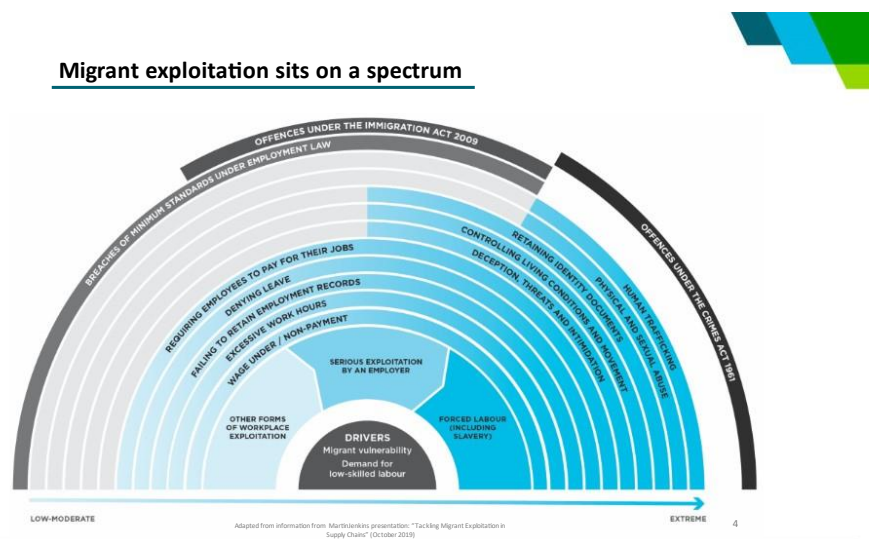 Migrant exploitation sits on a spectrum
OFFENCES UNDER THE IMMIGRATION ACT 2009
BREACHES OF MINIMUM STANDARDS UNDER EMPLOYMENT LAW
OFFENCES UNDER THE CRIMES ACT 1961
REQUIRING EMPLOYEES TO PAY FOR THEIR JOBS
DENYING LEAVE
FAILING TO RETAIN EMPLOYMENT RECORDS
EXCESSIVE WORK HOURS
WAGE UNDER / NON-PAYMENT
HUMAN TRAFFICKING
PHYSICAL AND SEXUAL ABUSE
RETAINING IDENTITY DOCUMENTS
CONTROLLING LIVING CONDITIONS AND MOVEMENT
DECEPTION, THREATS AND INTIMIDATION
OTHER FORMS
OF WORKPLACE
EXPLOITATION
SERIOUS EXPLOITATION
BY AN EMPLOYER
FORCED LABOUR
(INCLUDING
SLAVERY)
DRIVERS
Migrant vulnerability
Demand for
low-skilled labour
LOW-MODERATE
EXTREME
Adapted from information from MartinJenkins presentation: "Tackling Migrant Exploitation in
Supply Chains" (October 2019)
4